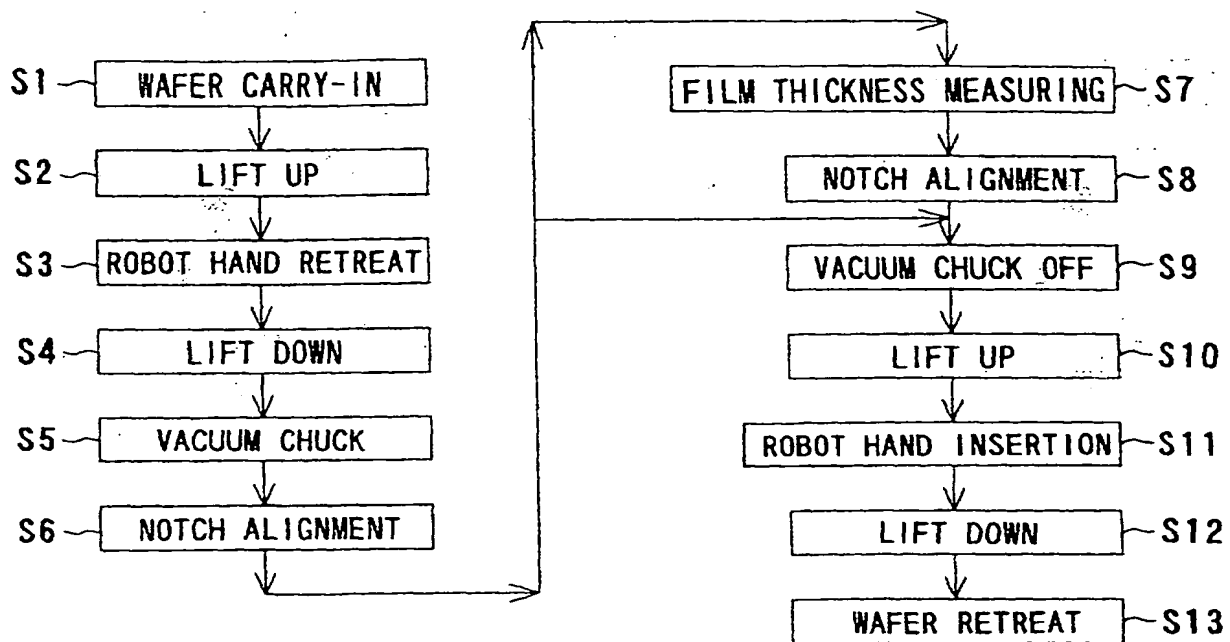 S1 WAFER CARRY-IN
S2 LIFT UP
S3 ROBOT HAND RETREAT
S4 LIFT DOWN
S5 VACUUM CHUCK
S6 NOTCH ALIGNMENT
FILM THICKNESS MEASURING S7
NOTCH ALIGNMENT S8
VACUUM CHUCK OFF S9
LIFT UP S10
ROBOT HAND INSERTION S11
LIFT DOWN S12
WAFER RETREAT S13